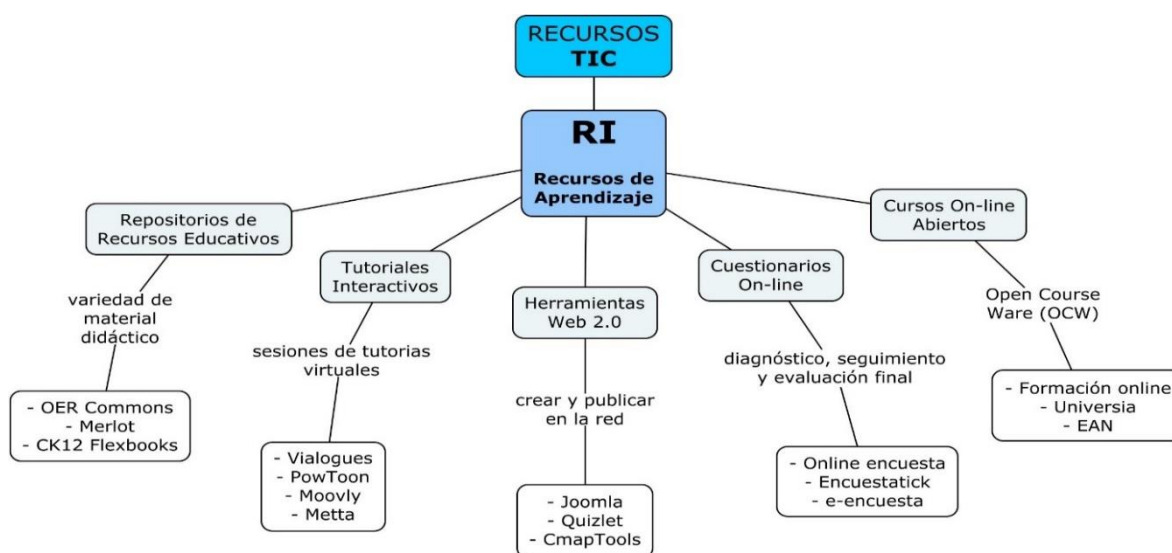 RECURSOS
TIC
RI
Recursos de
Aprendizaje
Repositorios de
Recursos Educativos
variedad de
material
didáctico
- OER Commons
- Merlot
- CK12 Flexbooks
Tutoriales
Interactivos
sesiones de tutorias
virtuales
- Vialogues
- PowToon
- Moovly
- Metta
Herramientas
Web 2.0
crear y publicar
en la red
- Joomla
- Quizlet
- CmapTools
Cuestionarios
On-line
diagnóstico, seguimiento
y evaluación final
- Online encuesta
- Encuestatick
- e-encuesta
Cursos On-line
Abiertos
Open Course
Ware (OCW)
- Formación online
- Universia
- EAN